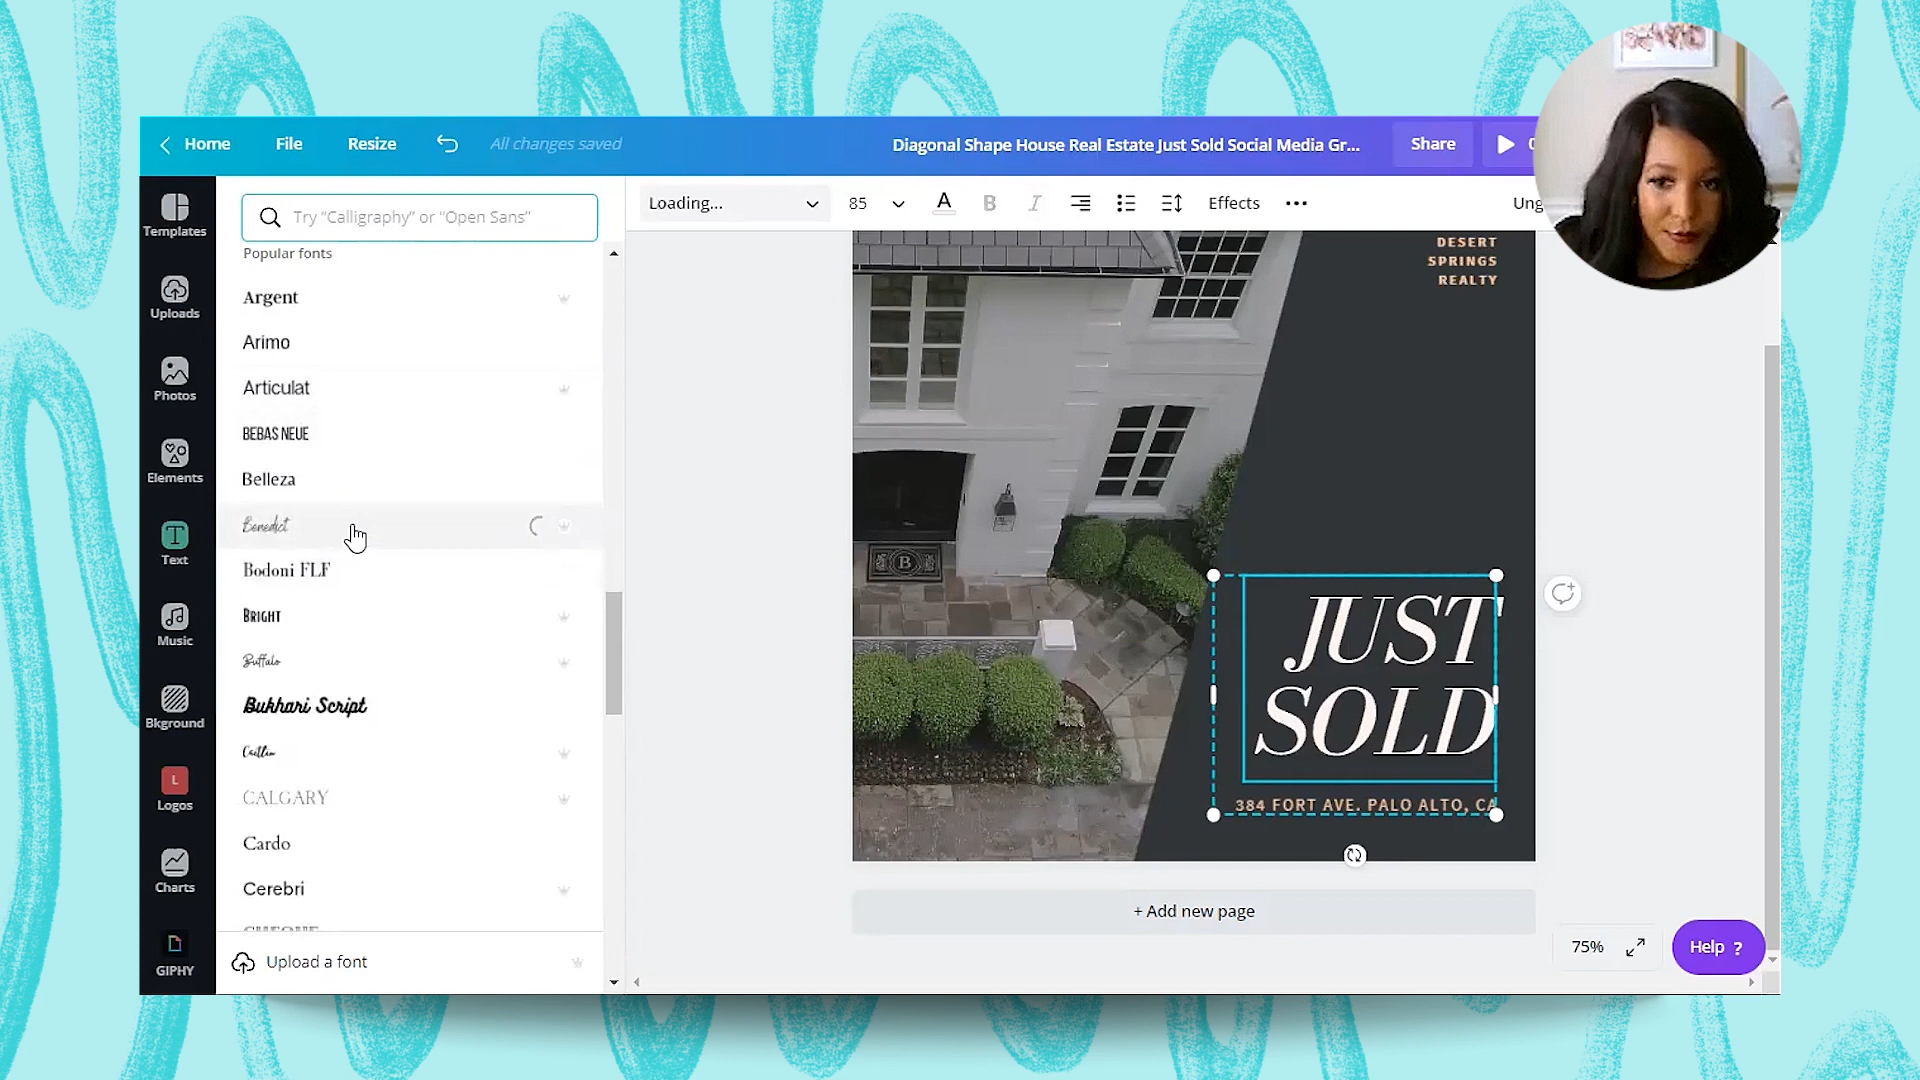 Home
File
Resize
All changes saved
Diagonal Shape House Real Estate Just Sold Social Media Gr...
Share
Templates
Uploads
Photos
Elements
Text
Music
Bkground
L
Logos
Charts
GIPHY
Try “Calligraphy” or “Open Sans”
Popular fonts
Argent
Arimo
Articulat
BEBAS NEUE
Belleza
Benedict
Bodoni FLF
BRIGHT
Buffalo
Bukhari Script
Caitlin
CALGARY
Cardo
Cerebri
Upload a font
Loading...
85
A
B
I
Effects
Ung
DESERT
SPRINGS
REALTY
B
JUST
SOLD
384 FORT AVE. PALO ALTO, CA
+ Add new page
75%
Help ?